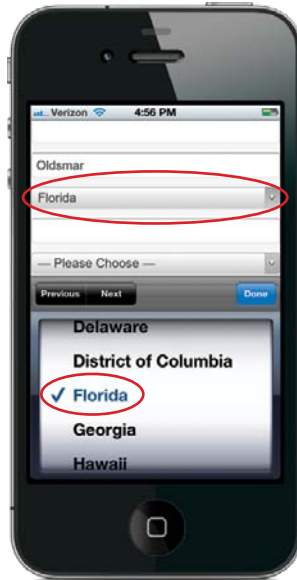 Verizon 4:56 PM
Oldsmar
Florida
— Please Choose —
Previous Next Done
Delaware
District of Columbia
✓ Florida
Georgia
Hawaii